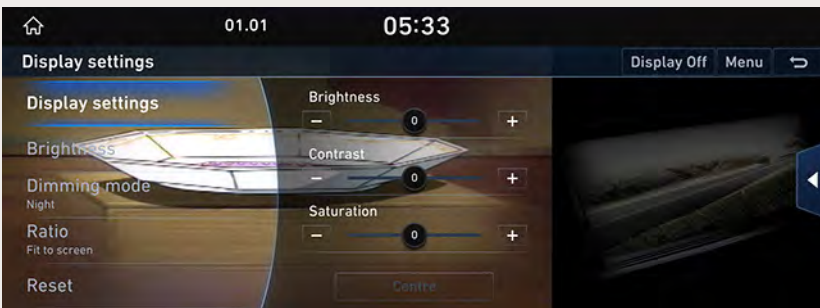 01.01
05:33
Display settings
Display Off
Menu
Display settings
Brightness
Dimming mode
Night
Ratio
Fit to screen
Reset
Brightness
− 0 +
Contrast
− 0 +
Saturation
− 0 +
Centre